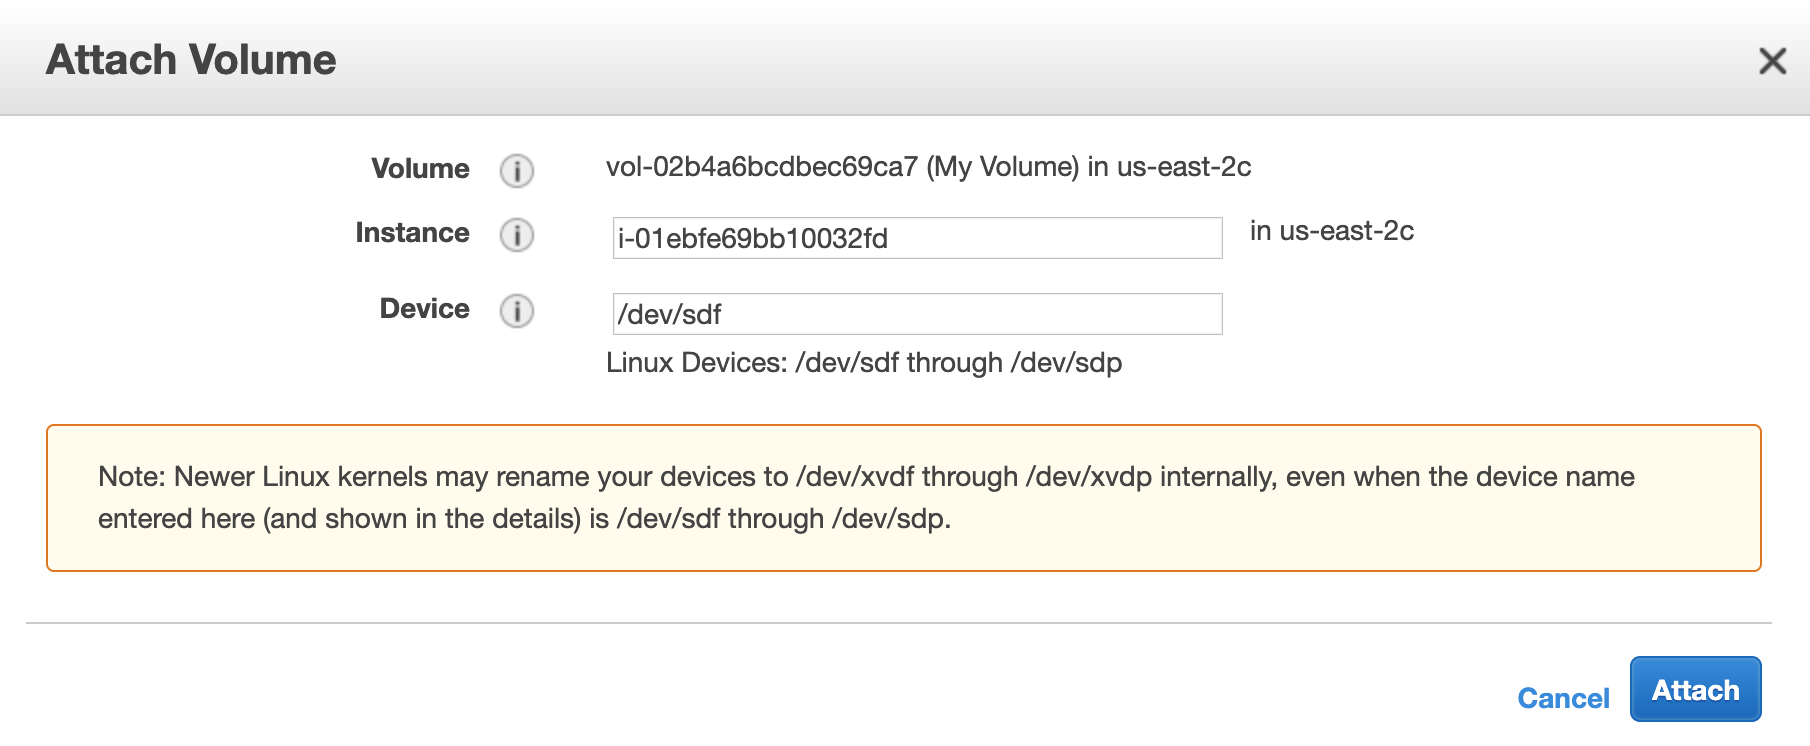 Attach Volume
Volume vol-02b4a6bcdbec69ca7 (My Volume) in us-east-2c
Instance i-01ebfe69bb10032fd in us-east-2c
Device /dev/sdf
Linux Devices: /dev/sdf through /dev/sdp
Note: Newer Linux kernels may rename your devices to /dev/xvdf through /dev/xvdp internally, even when the device name
entered here (and shown in the details) is /dev/sdf through /dev/sdp.
Cancel Attach